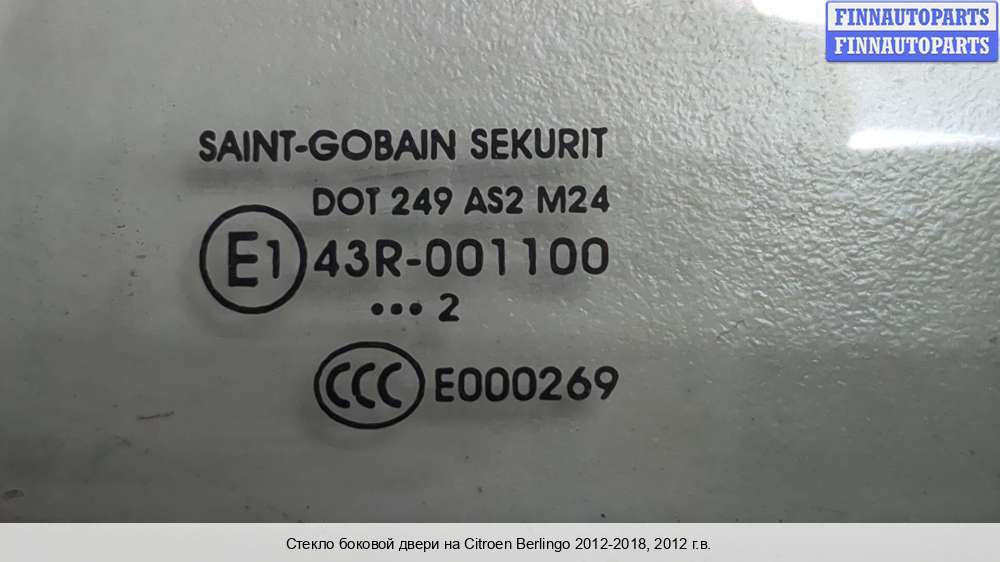 FINNAUTOPARTS
FINNAUTOPARTS
SAINT-GOBAIN SEKURIT
DOT 249 AS2 M24
E1 43R-001100
••• 2
CCC E000269
Стекло боковой двери на Citroen Berlingo 2012-2018, 2012 г.в.